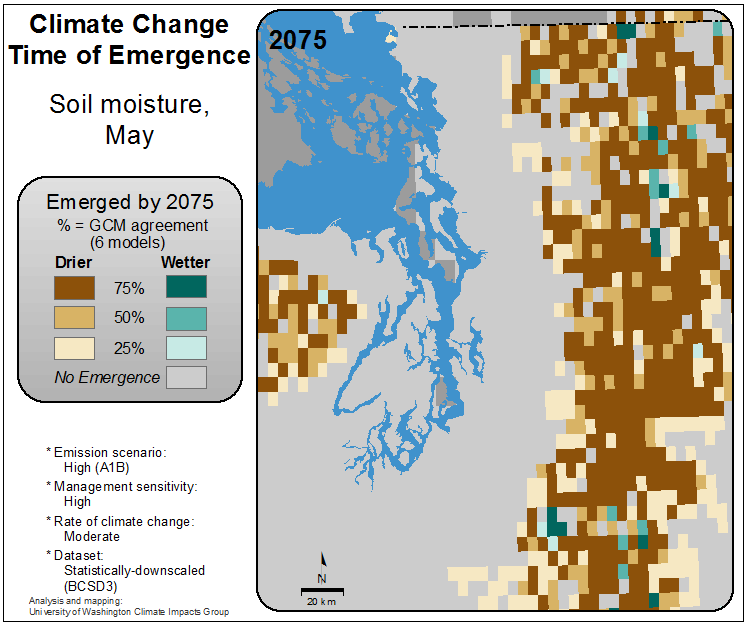 Climate Change
Time of Emergence
Soil moisture,
May
Emerged by 2075
% = GCM agreement
(6 models)
Drier Wetter
75%
50%
25%
No Emergence
* Emission scenario:
High (A1B)
* Management sensitivity:
High
* Rate of climate change:
Moderate
* Dataset:
Statistically-downscaled
(BCSD3)
Analysis and mapping:
University of Washington Climate Impacts Group
2075
N
20 km